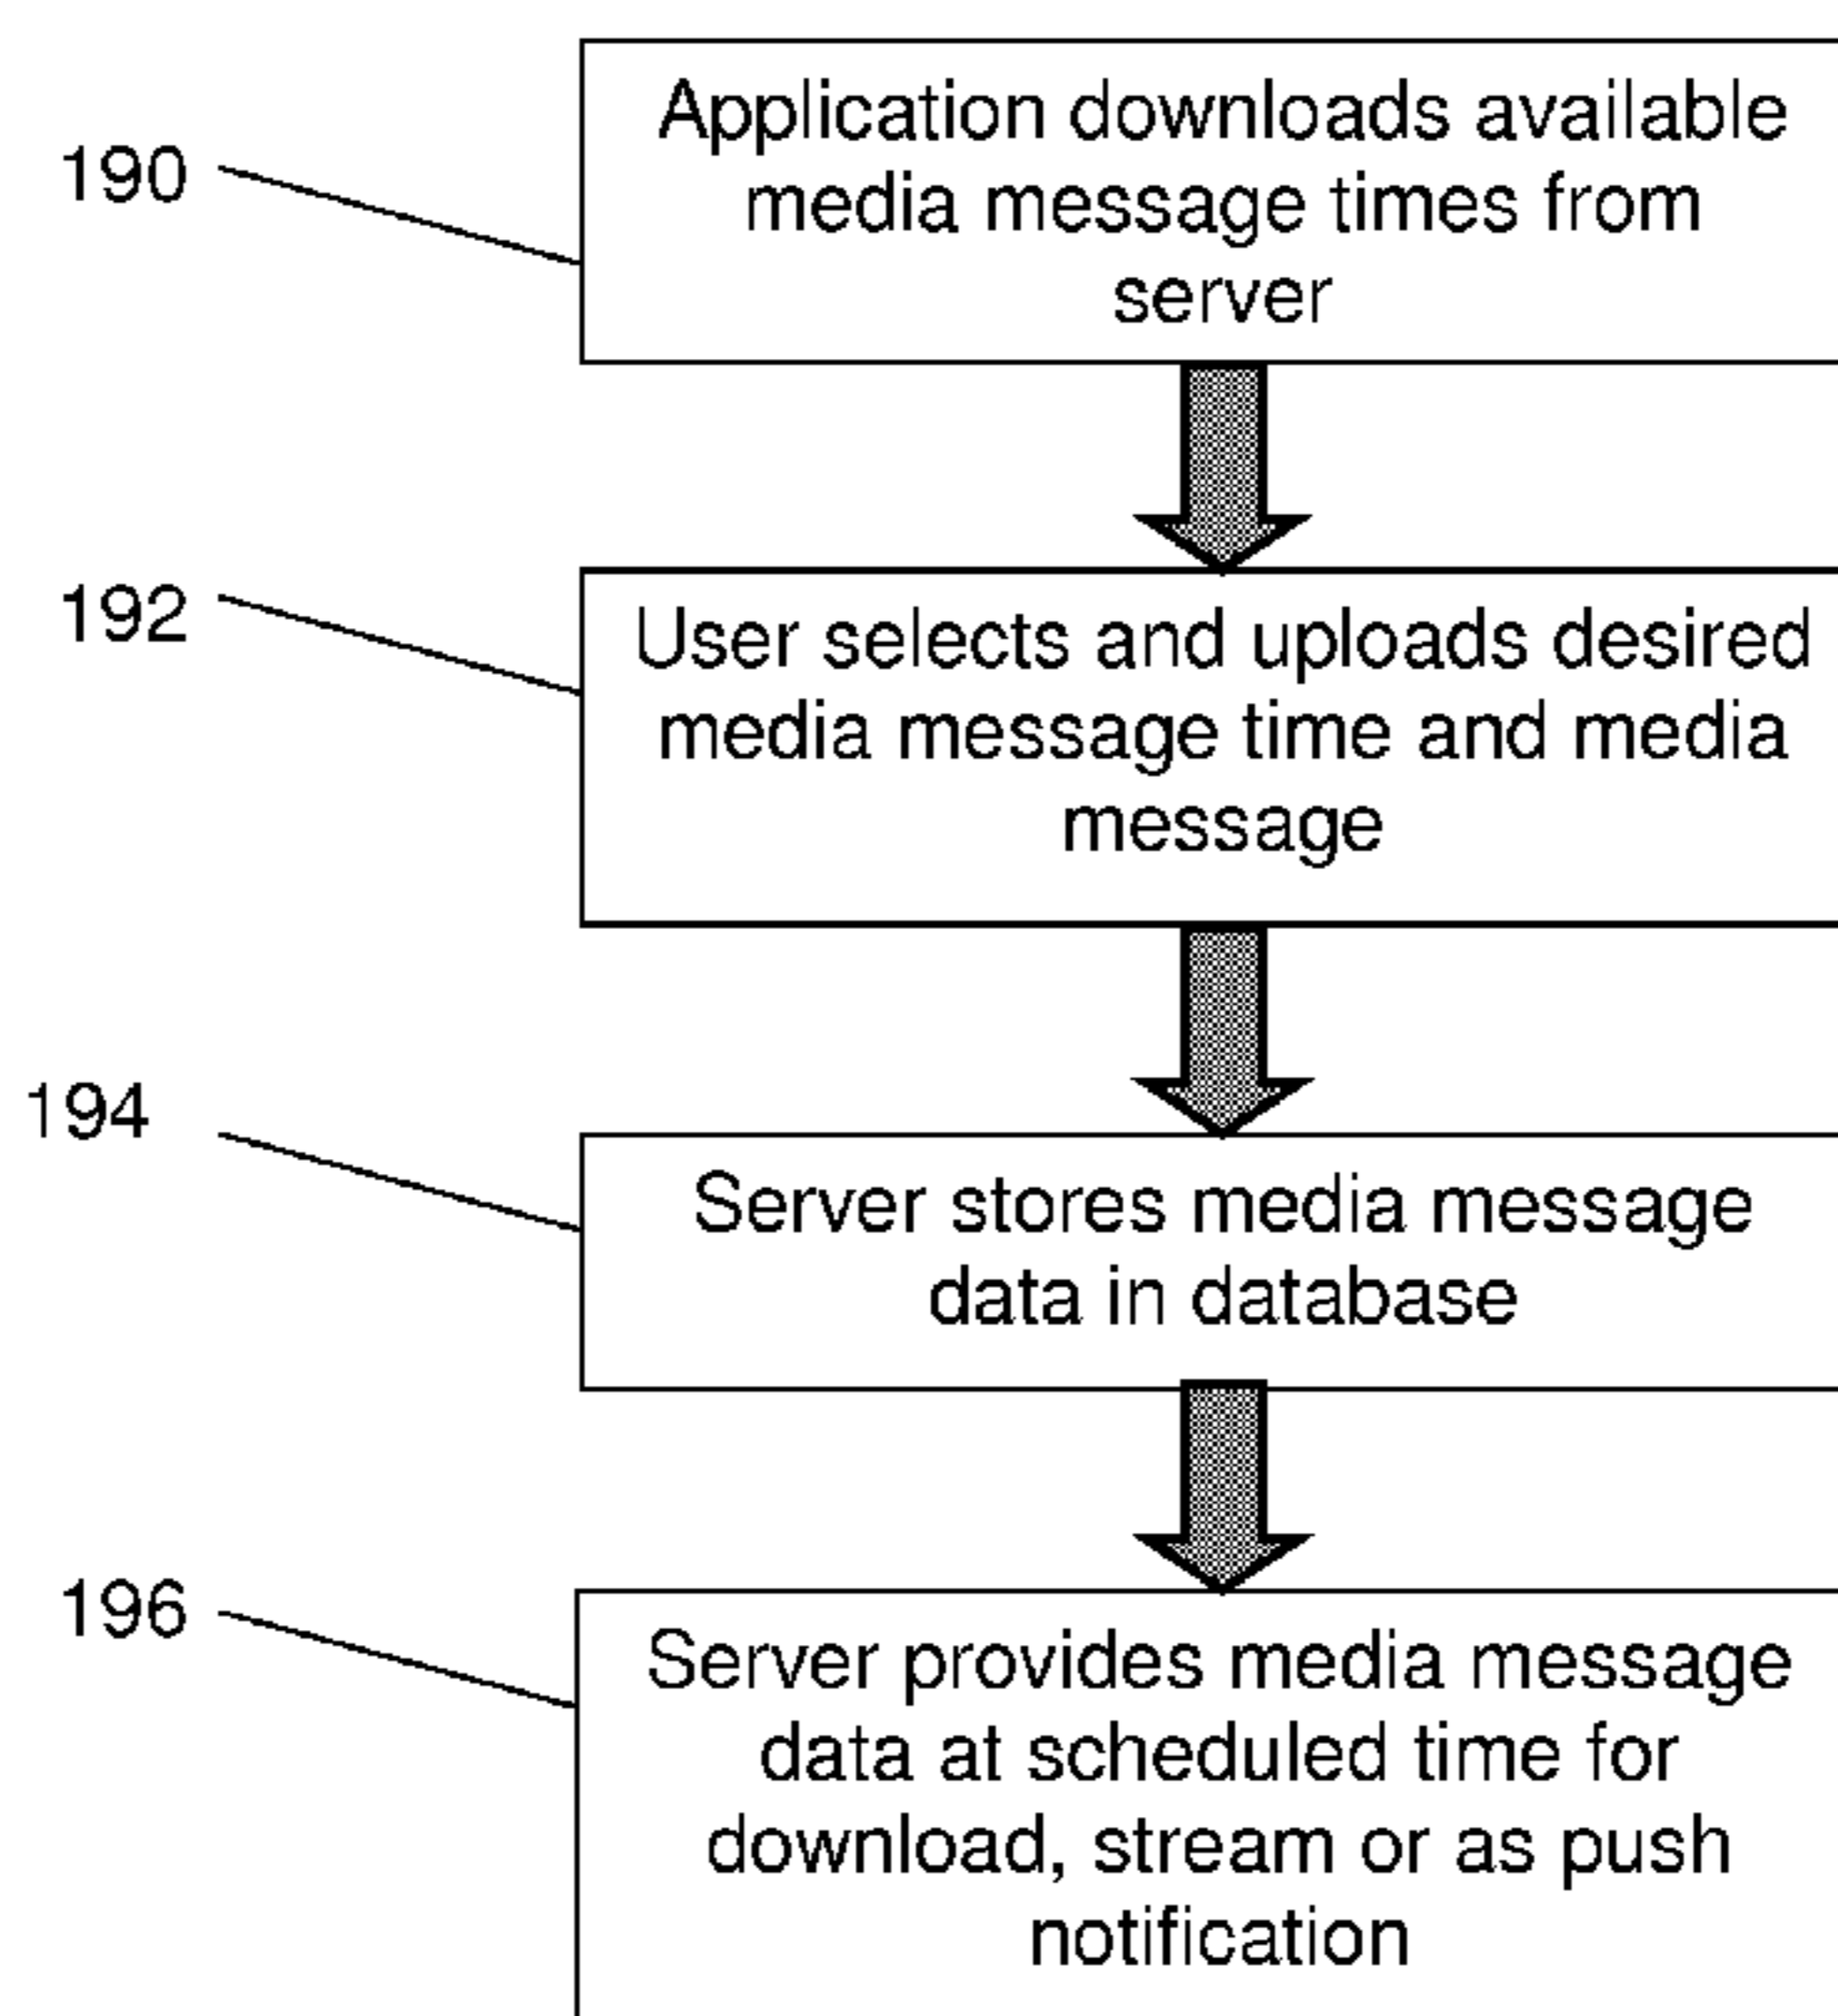 190
Application downloads available
media message times from
server
192
User selects and uploads desired
media message time and media
message
194
Server stores media message
data in database
196
Server provides media message
data at scheduled time for
download, stream or as push
notification